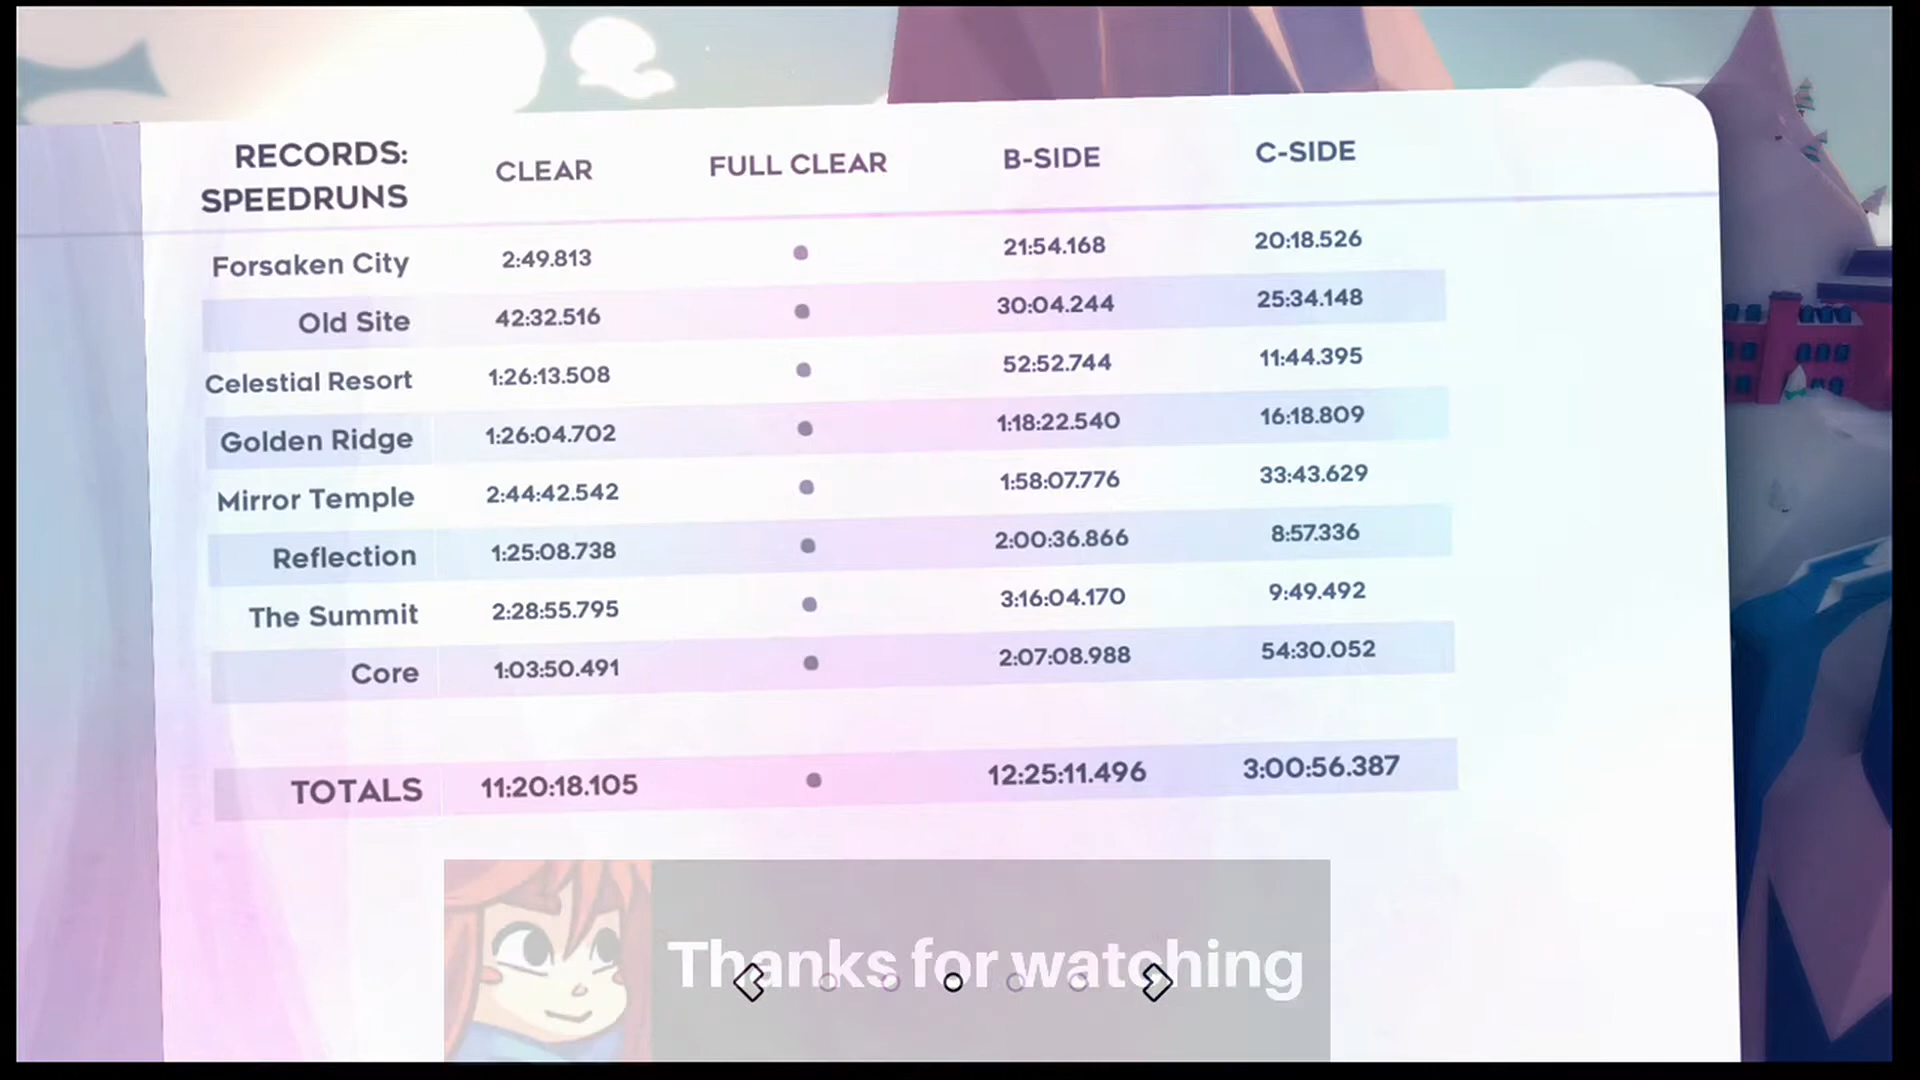 RECORDS:
SPEEDRUNS
CLEAR FULL CLEAR B-SIDE C-SIDE
Forsaken City 2:49.813 21:54.168 20:18.526
Old Site 42:32.516 30:04.244 25:34.148
Celestial Resort 1:26:13.508 52:52.744 11:44.395
Golden Ridge 1:26:04.702 1:18:22.540 16:18.809
Mirror Temple 2:44:42.542 1:58:07.776 33:43.629
Reflection 1:25:08.738 2:00:36.866 8:57.336
The Summit 2:28:55.795 3:16:04.170 9:49.492
Core 1:03:50.491 2:07:08.988 54:30.052
TOTALS 11:20:18.105 12:25:11.496 3:00:56.387
Thanks for watching